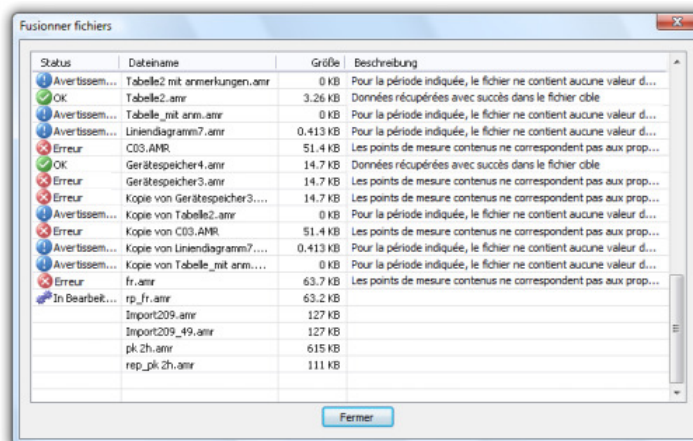 Fusionner fichiers
Status Dateiname Größe Beschreibung
Avertissem... Tabelle2 mit anmerkungen.amr 0 KB Pour la période indiquée, le fichier ne contient aucune valeur d...
OK Tabelle2.amr 3.26 KB Données récupérées avec succès dans le fichier cible
Avertissem... Tabelle_mit anm.amr 0 KB Pour la période indiquée, le fichier ne contient aucune valeur d...
Avertissem... Liniendiagramm7.amr 0.413 KB Pour la période indiquée, le fichier ne contient aucune valeur d...
Erreur C03.AMR 51.4 KB Les points de mesure contenus ne correspondent pas aux prop...
OK Gerätespeicher4.amr 14.7 KB Données récupérées avec succès dans le fichier cible
Erreur Gerätespeicher3.amr 14.7 KB Les points de mesure contenus ne correspondent pas aux prop...
Erreur Kopie von Gerätespeicher3.... 14.7 KB Les points de mesure contenus ne correspondent pas aux prop...
Avertissem... Kopie von Tabelle2.amr 0 KB Pour la période indiquée, le fichier ne contient aucune valeur d...
Erreur Kopie von C03.AMR 51.4 KB Les points de mesure contenus ne correspondent pas aux prop...
Avertissem... Kopie von Liniendiagramm7.... 0.413 KB Pour la période indiquée, le fichier ne contient aucune valeur d...
Avertissem... Kopie von Tabelle_mit anm.... 0 KB Pour la période indiquée, le fichier ne contient aucune valeur d...
Erreur fr.amr 63.7 KB Les points de mesure contenus ne correspondent pas aux prop...
In Bearbeit... rp_fr.amr 63.2 KB
Import209.amr 127 KB
Import209_49.amr 127 KB
pk 2h.amr 615 KB
rep_pk 2h.amr 111 KB
Fermer